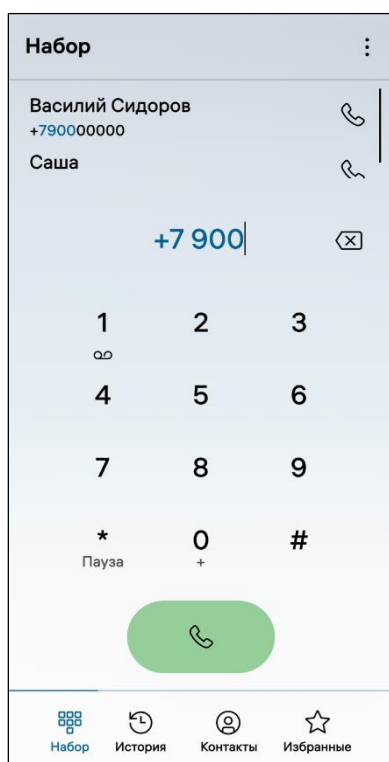 Набор
Василий Сидоров
+790000000
Саша
+7 900
1 2 3
4 5 6
7 8 9
* 0 #
Пауза +
Набор История Контакты Избранные